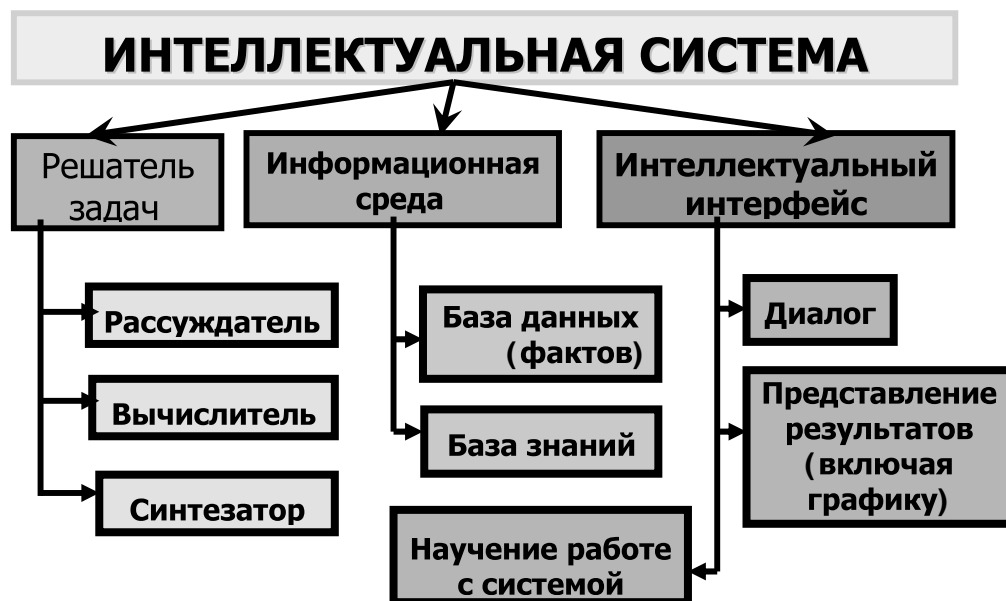 ИНТЕЛЛЕКТУАЛЬНАЯ СИСТЕМА
Решатель
задач
Информационная
среда
Интеллектуальный
интерфейс
Рассуждатель
Вычислитель
Синтезатор
База данных
(фактов)
База знаний
Диалог
Представление
результатов
(включая
графику)
Научение работе
с системой